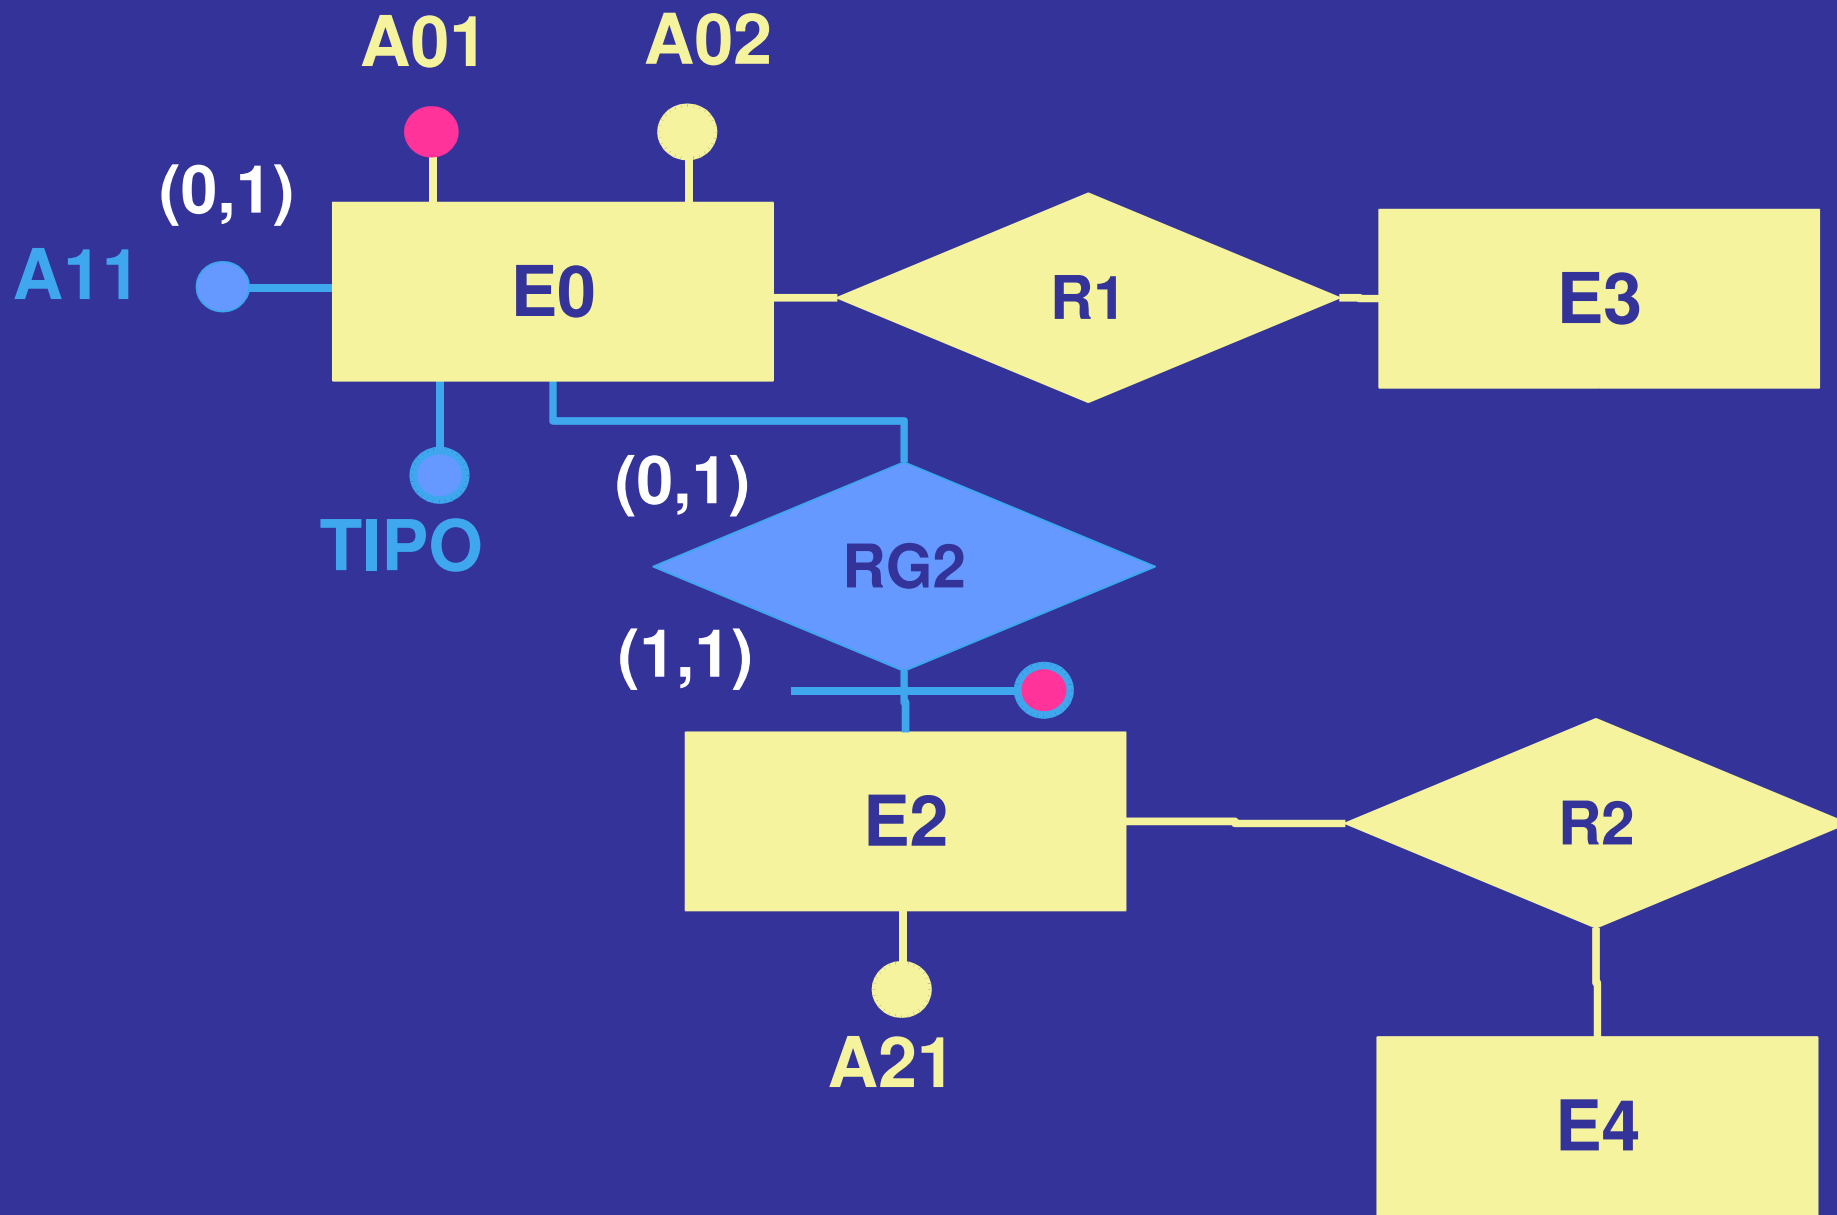 A01
A02
(0,1)
A11
E0
R1
E3
(0,1)
TIPO
RG2
(1,1)
E2
R2
A21
E4